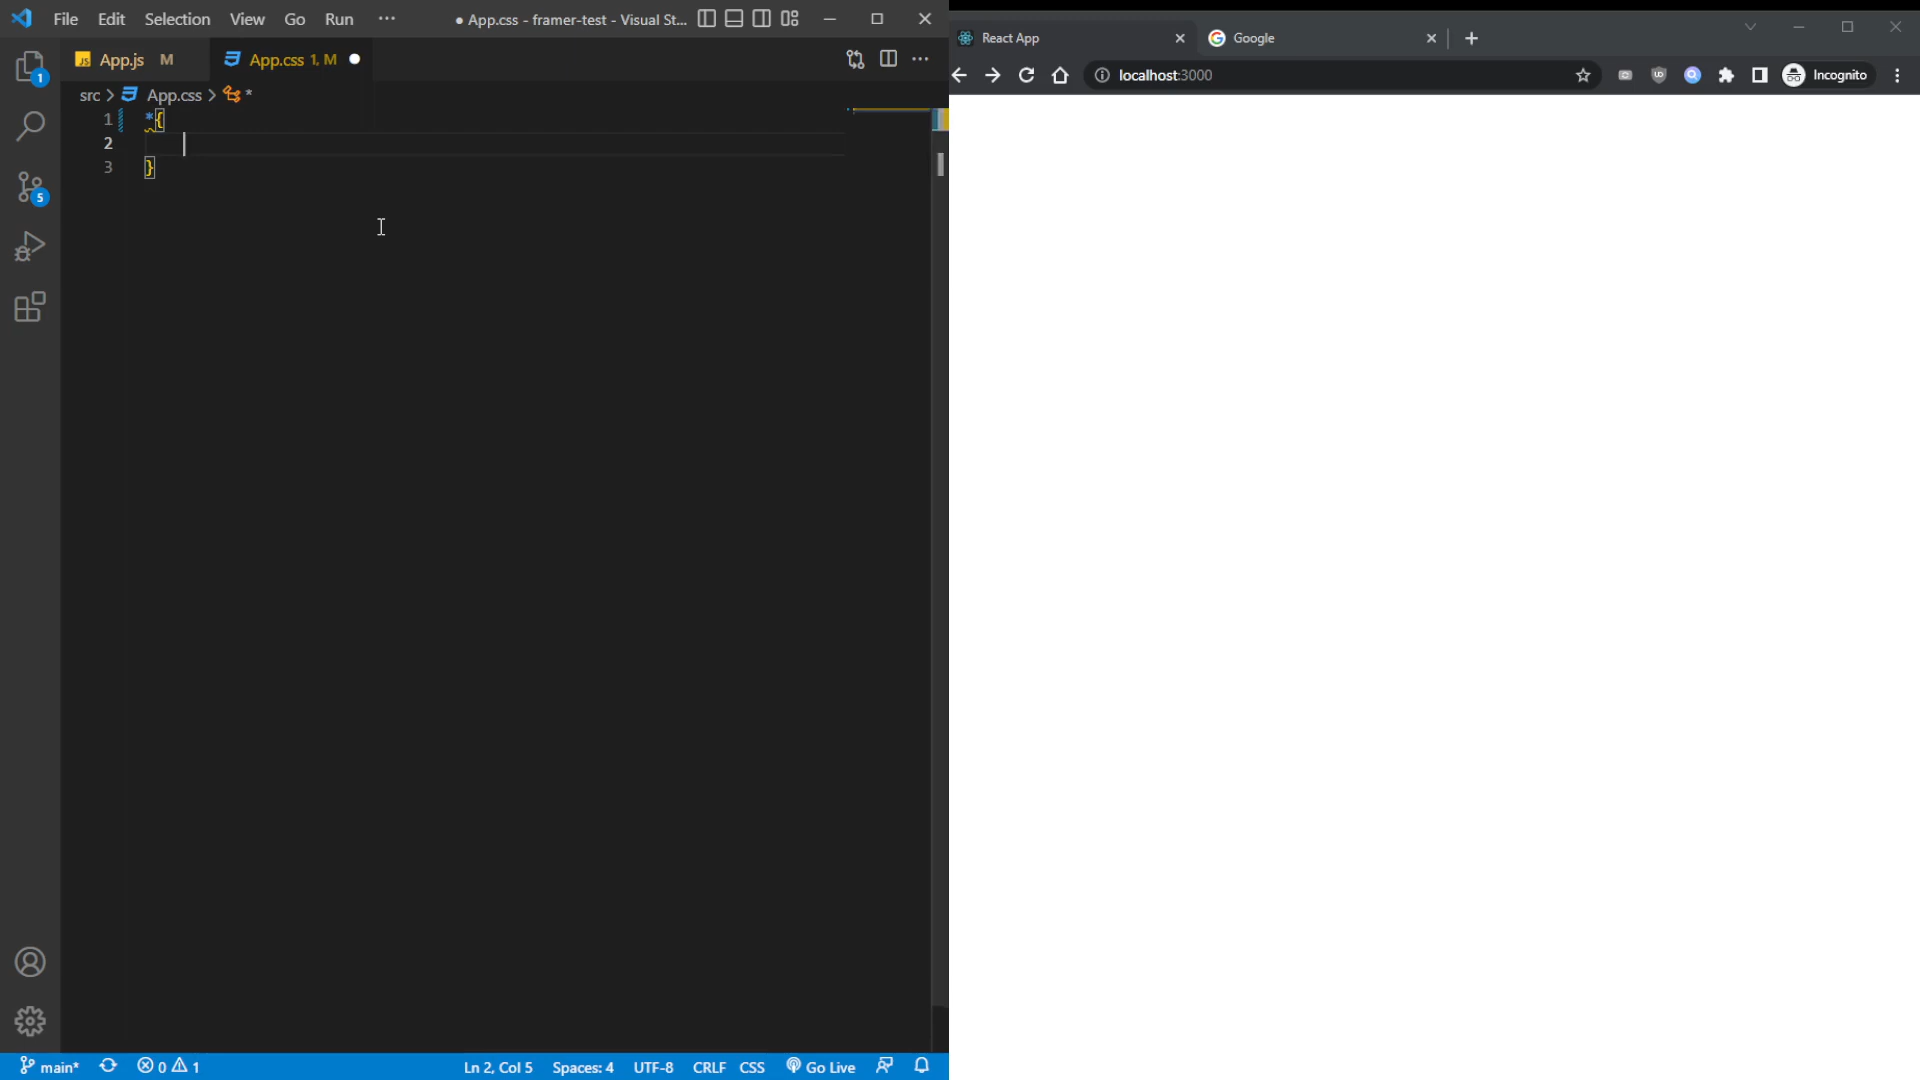 File Edit Selection View Go Run ··· ● App.css - framer-test - Visual St...
App.js M App.css 1, M
src > App.css > *
1 *{
2
3 }
main* 0 1 Ln 2, Col 5 Spaces: 4 UTF-8 CRLF CSS Go Live
1
5
React App Google
localhost:3000 Incognito